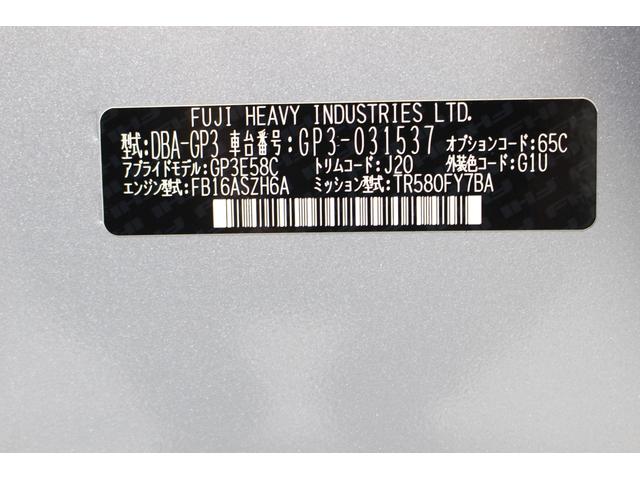 FUJI HEAVY INDUSTRIES LTD.
型式:DBA-GP3 車台番号:GP3-031537 オプションコード:65C
アプライドモデル:GP3E58C トリムコード:J20 外装色コード:G1U
エンジン型式:FB16ASZH6A ミッション型式:TR580FY7BA